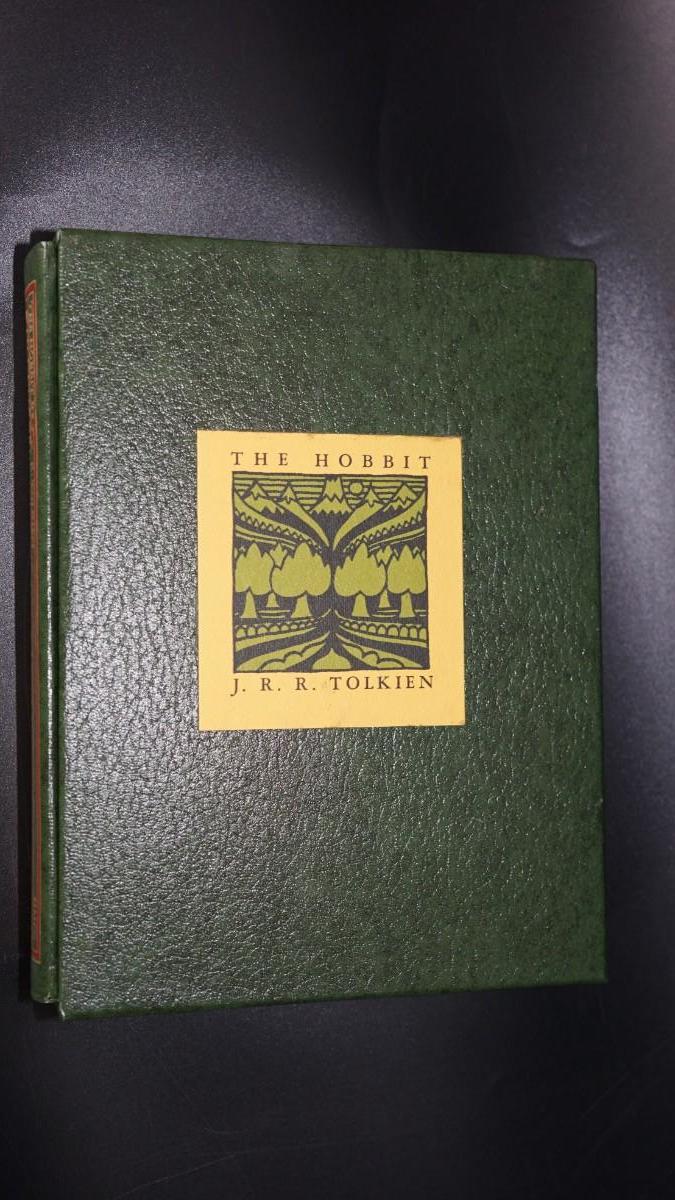 THE HOBBIT
J. R. R. TOLKIEN